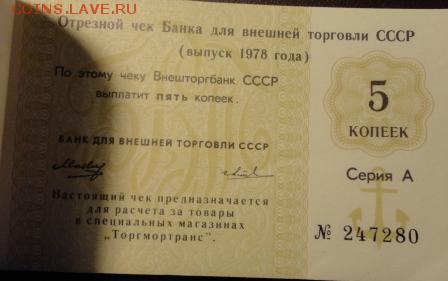 COINS.LAVE.RU
Отрезной чек Банка для внешней торговли СССР
(выпуск 1978 года)
По этому чеку Внешторгбанк СССР
выплатит пять копеек.
5
КОПЕЕК
БАНК ДЛЯ ВНЕШНЕЙ ТОРГОВЛИ СССР
Серия А
Настоящий чек предназначается
для расчета за товары
в специальных магазинах
„Торгмортранс".
№ 247280